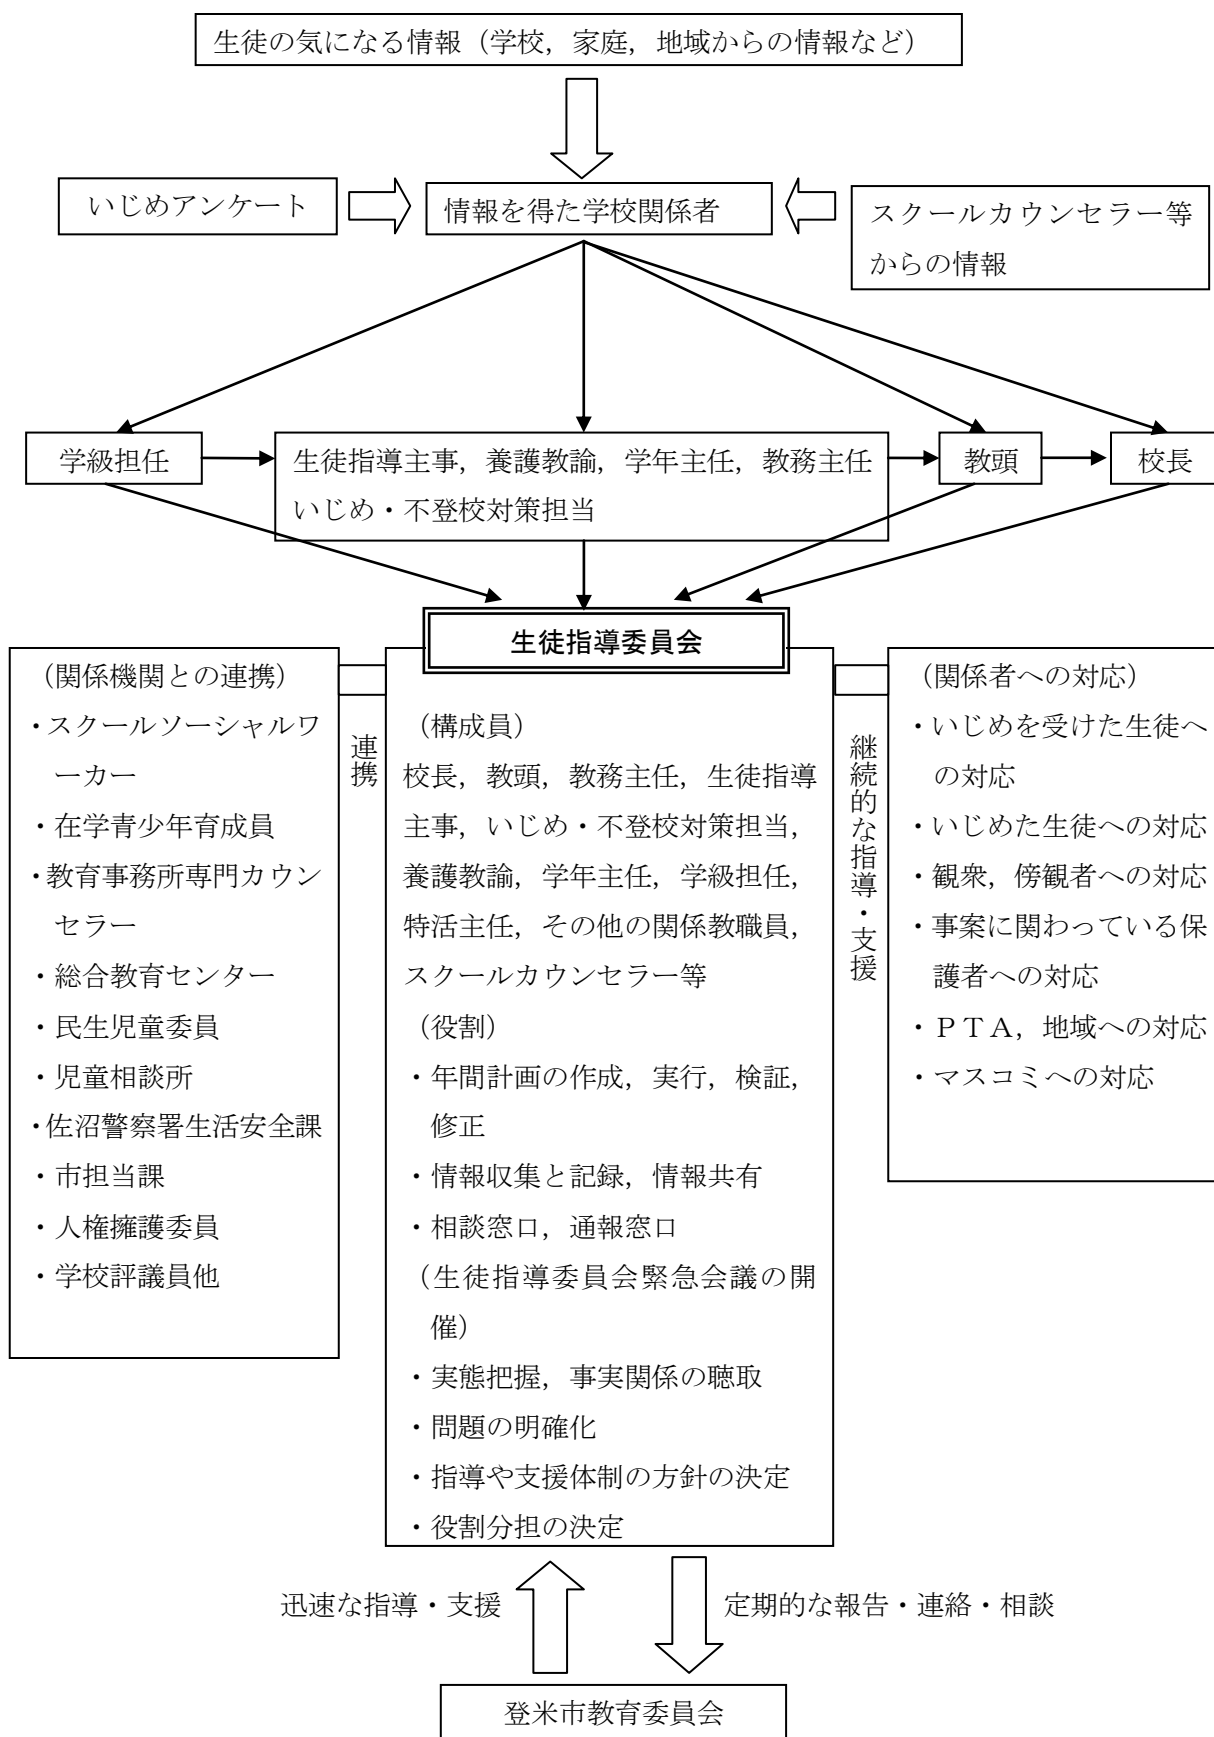 生徒の気になる情報（学校，家庭，地域からの情報など）
いじめアンケート
情報を得た学校関係者
スクールカウンセラー等
からの情報
学級担任
生徒指導主事，養護教諭，学年主任，教務主任
いじめ・不登校対策担当
教頭
校長
生徒指導委員会
（関係機関との連携）
・スクールソーシャルワ
ーカー
・在学青少年育成員
・教育事務所専門カウン
セラー
・総合教育センター
・民生児童委員
・児童相談所
・佐沼警察署生活安全課
・市担当課
・人権擁護委員
・学校評議員他
連携
（構成員）
校長，教頭，教務主任，生徒指導
主事，いじめ・不登校対策担当，
養護教諭，学年主任，学級担任，
特活主任，その他の関係教職員，
スクールカウンセラー等
（役割）
・年間計画の作成，実行，検証，
修正
・情報収集と記録，情報共有
・相談窓口，通報窓口
（生徒指導委員会緊急会議の開
催）
・実態把握，事実関係の聴取
・問題の明確化
・指導や支援体制の方針の決定
・役割分担の決定
継続的な指導・支援
（関係者への対応）
・いじめを受けた生徒へ
の対応
・いじめた生徒への対応
・観衆，傍観者への対応
・事案に関わっている保
護者への対応
・ＰＴＡ，地域への対応
・マスコミへの対応
迅速な指導・支援
定期的な報告・連絡・相談
登米市教育委員会